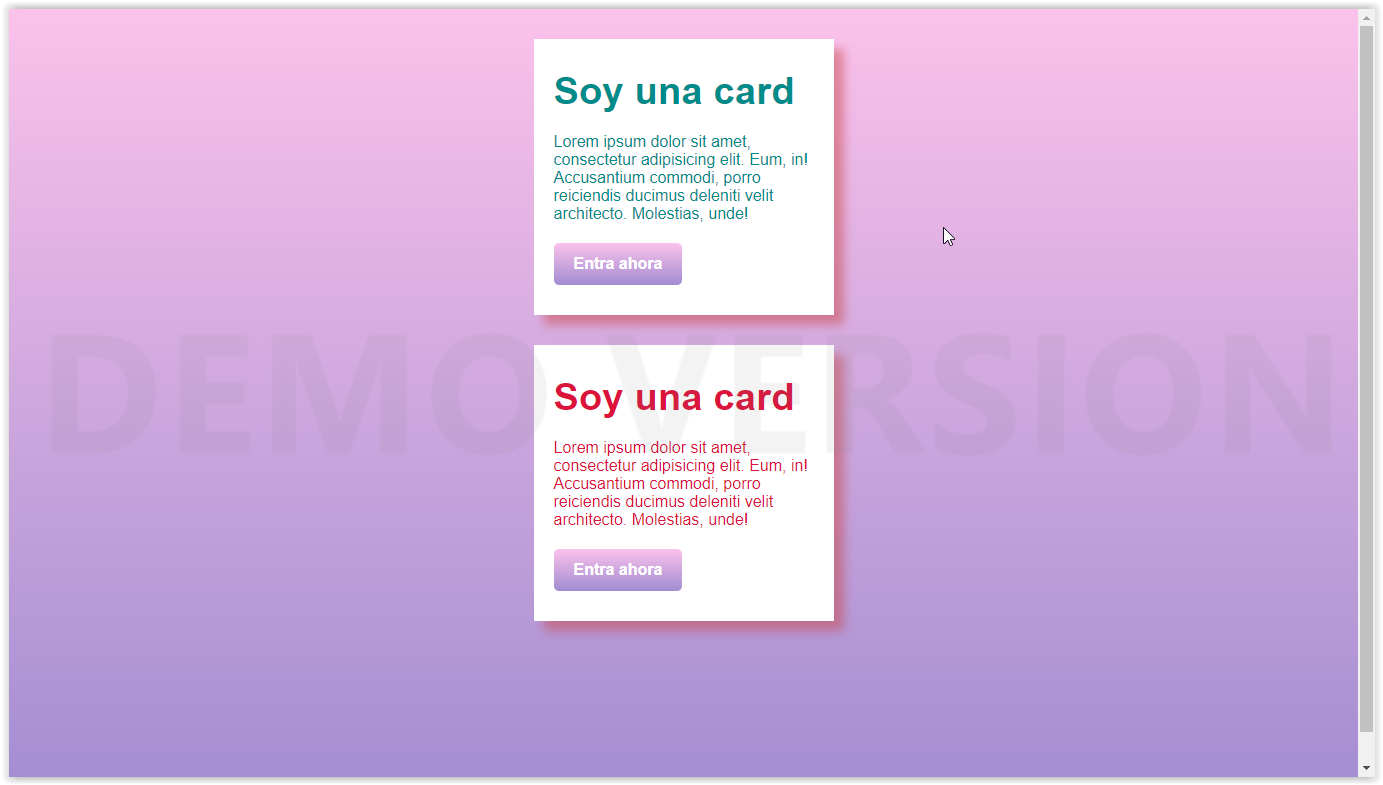 Soy una card
Lorem ipsum dolor sit amet,
consectetur adipisicing elit. Eum, in!
Accusantium commodi, porro
reiciendis ducimus deleniti velit
architecto. Molestias, unde!
Entra ahora
DEMO VERSION
Soy una card
Lorem ipsum dolor sit amet,
consectetur adipisicing elit. Eum, in!
Accusantium commodi, porro
reiciendis ducimus deleniti velit
architecto. Molestias, unde!
Entra ahora